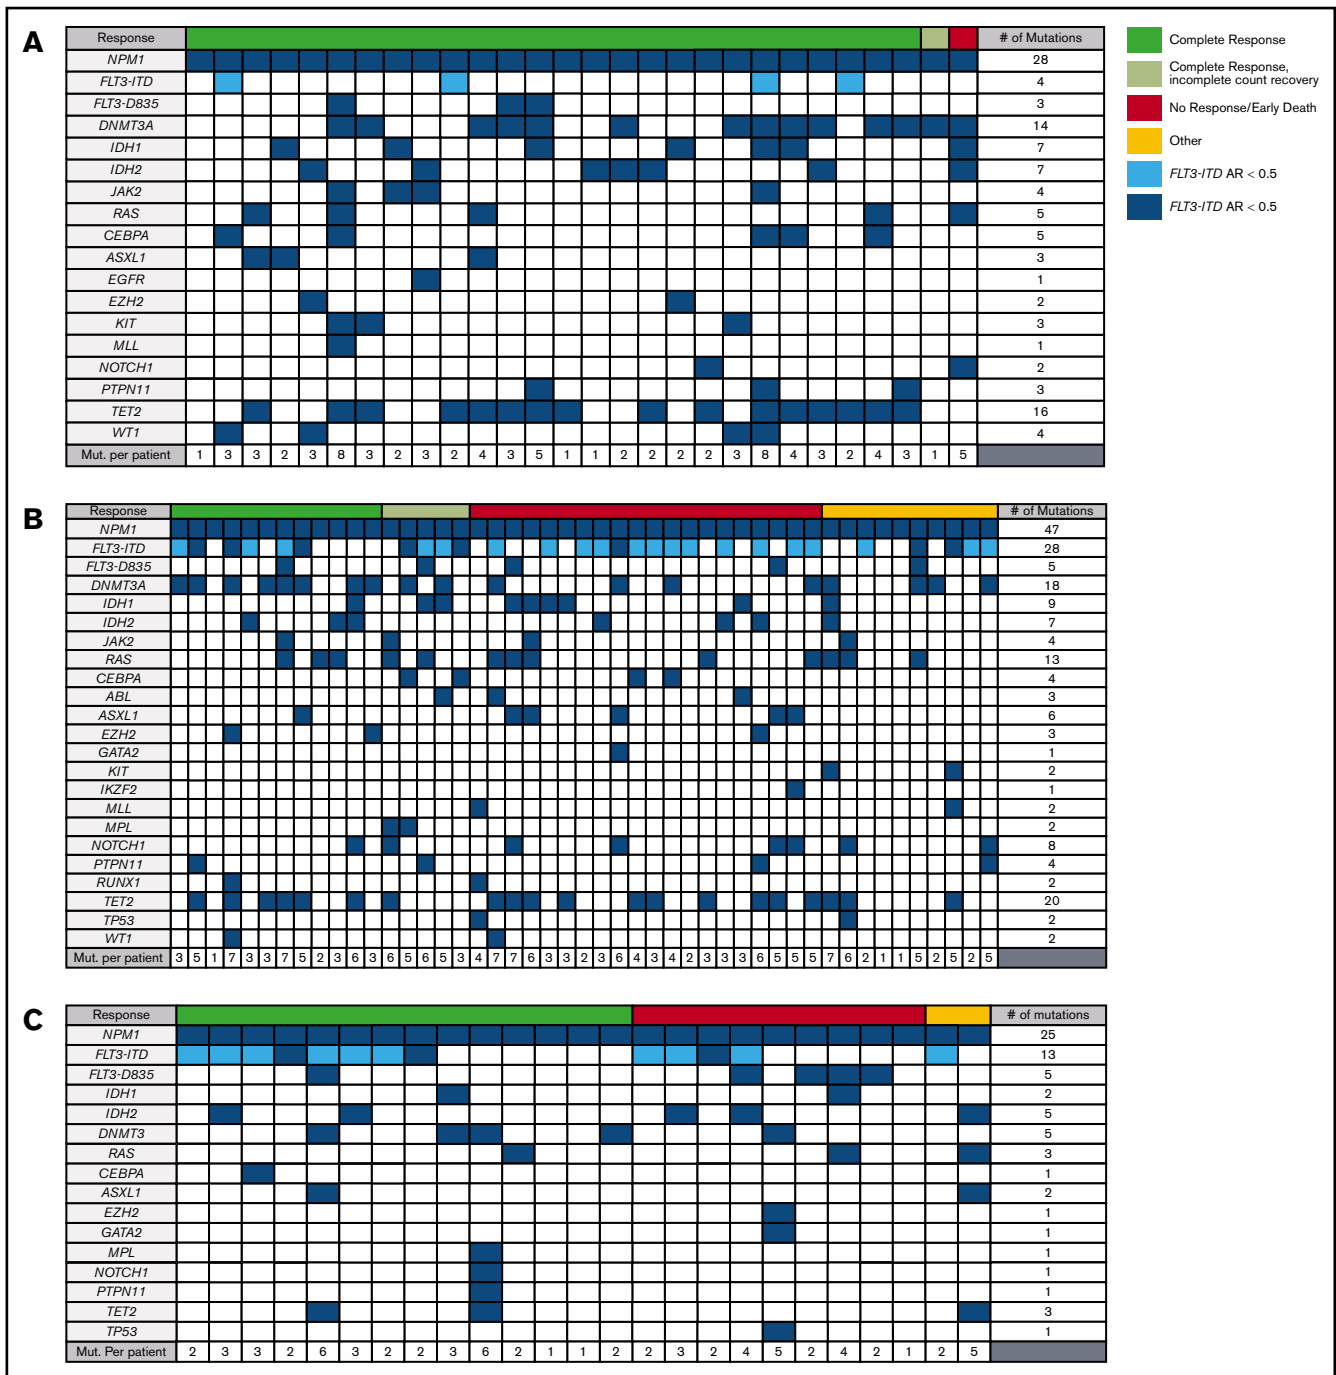 A
Response # of Mutations
NPM1 28
FLT3-ITD 4
FLT3-D835 3
DNMT3A 14
IDH1 7
IDH2 7
JAK2 4
RAS 5
CEBPA 5
ASXL1 3
EGFR 1
EZH2 2
KIT 3
MLL 1
NOTCH1 2
PTPN11 3
TET2 16
WT1 4
Mut. per patient 1 3 3 2 3 8 3 2 3 2 4 3 5 1 1 2 2 2 2 3 8 4 3 2 4 3 1 5
Complete Response
Complete Response,
incomplete count recovery
No Response/Early Death
Other
FLT3-ITD AR < 0.5
FLT3-ITD AR < 0.5
B
Response # of Mutations
NPM1 47
FLT3-ITD 28
FLT3-D835 5
DNMT3A 18
IDH1 9
IDH2 7
JAK2 4
RAS 13
CEBPA 4
ABL 3
ASXL1 6
EZH2 3
GATA2 1
KIT 2
IKZF2 1
MLL 2
MPL 2
NOTCH1 8
PTPN11 4
RUNX1 2
TET2 20
TP53 2
WT1 2
Mut. per patient 3 5 1 7 3 3 7 5 2 3 6 3 6 5 6 5 3 4 7 7 6 3 3 2 3 6 4 3 4 2 3 3 3 6 5 5 5 7 6 2 1 1 5 2 5 2 5
C
Response # of mutations
NPM1 25
FLT3-ITD 13
FLT3-D835 5
IDH1 2
IDH2 5
DNMT3 5
RAS 3
CEBPA 1
ASXL1 2
EZH2 1
GATA2 1
MPL 1
NOTCH1 1
PTPN11 1
TET2 3
TP53 1
Mut. Per patient 2 3 3 2 6 3 2 2 3 6 2 1 1 2 2 3 2 4 5 2 4 2 1 2 5